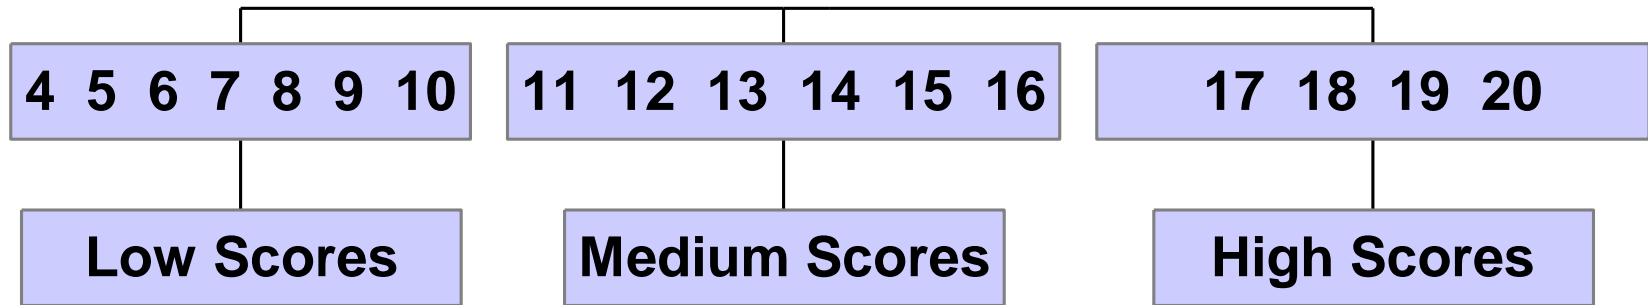 4 5 6 7 8 9 10
11 12 13 14 15 16
17 18 19 20
Low Scores
Medium Scores
High Scores